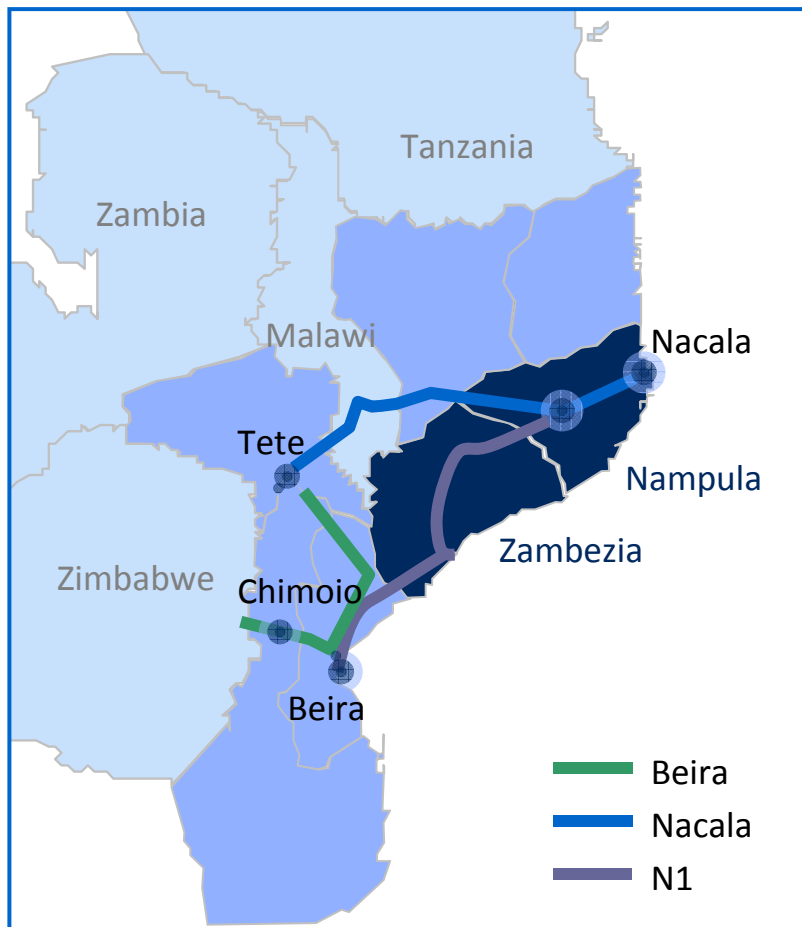 Tanzania
Zambia
Malawi
Nacala
Tete
Nampula
Zambezia
Zimbabwe
Chimoio
Beira
Beira
Nacala
N1